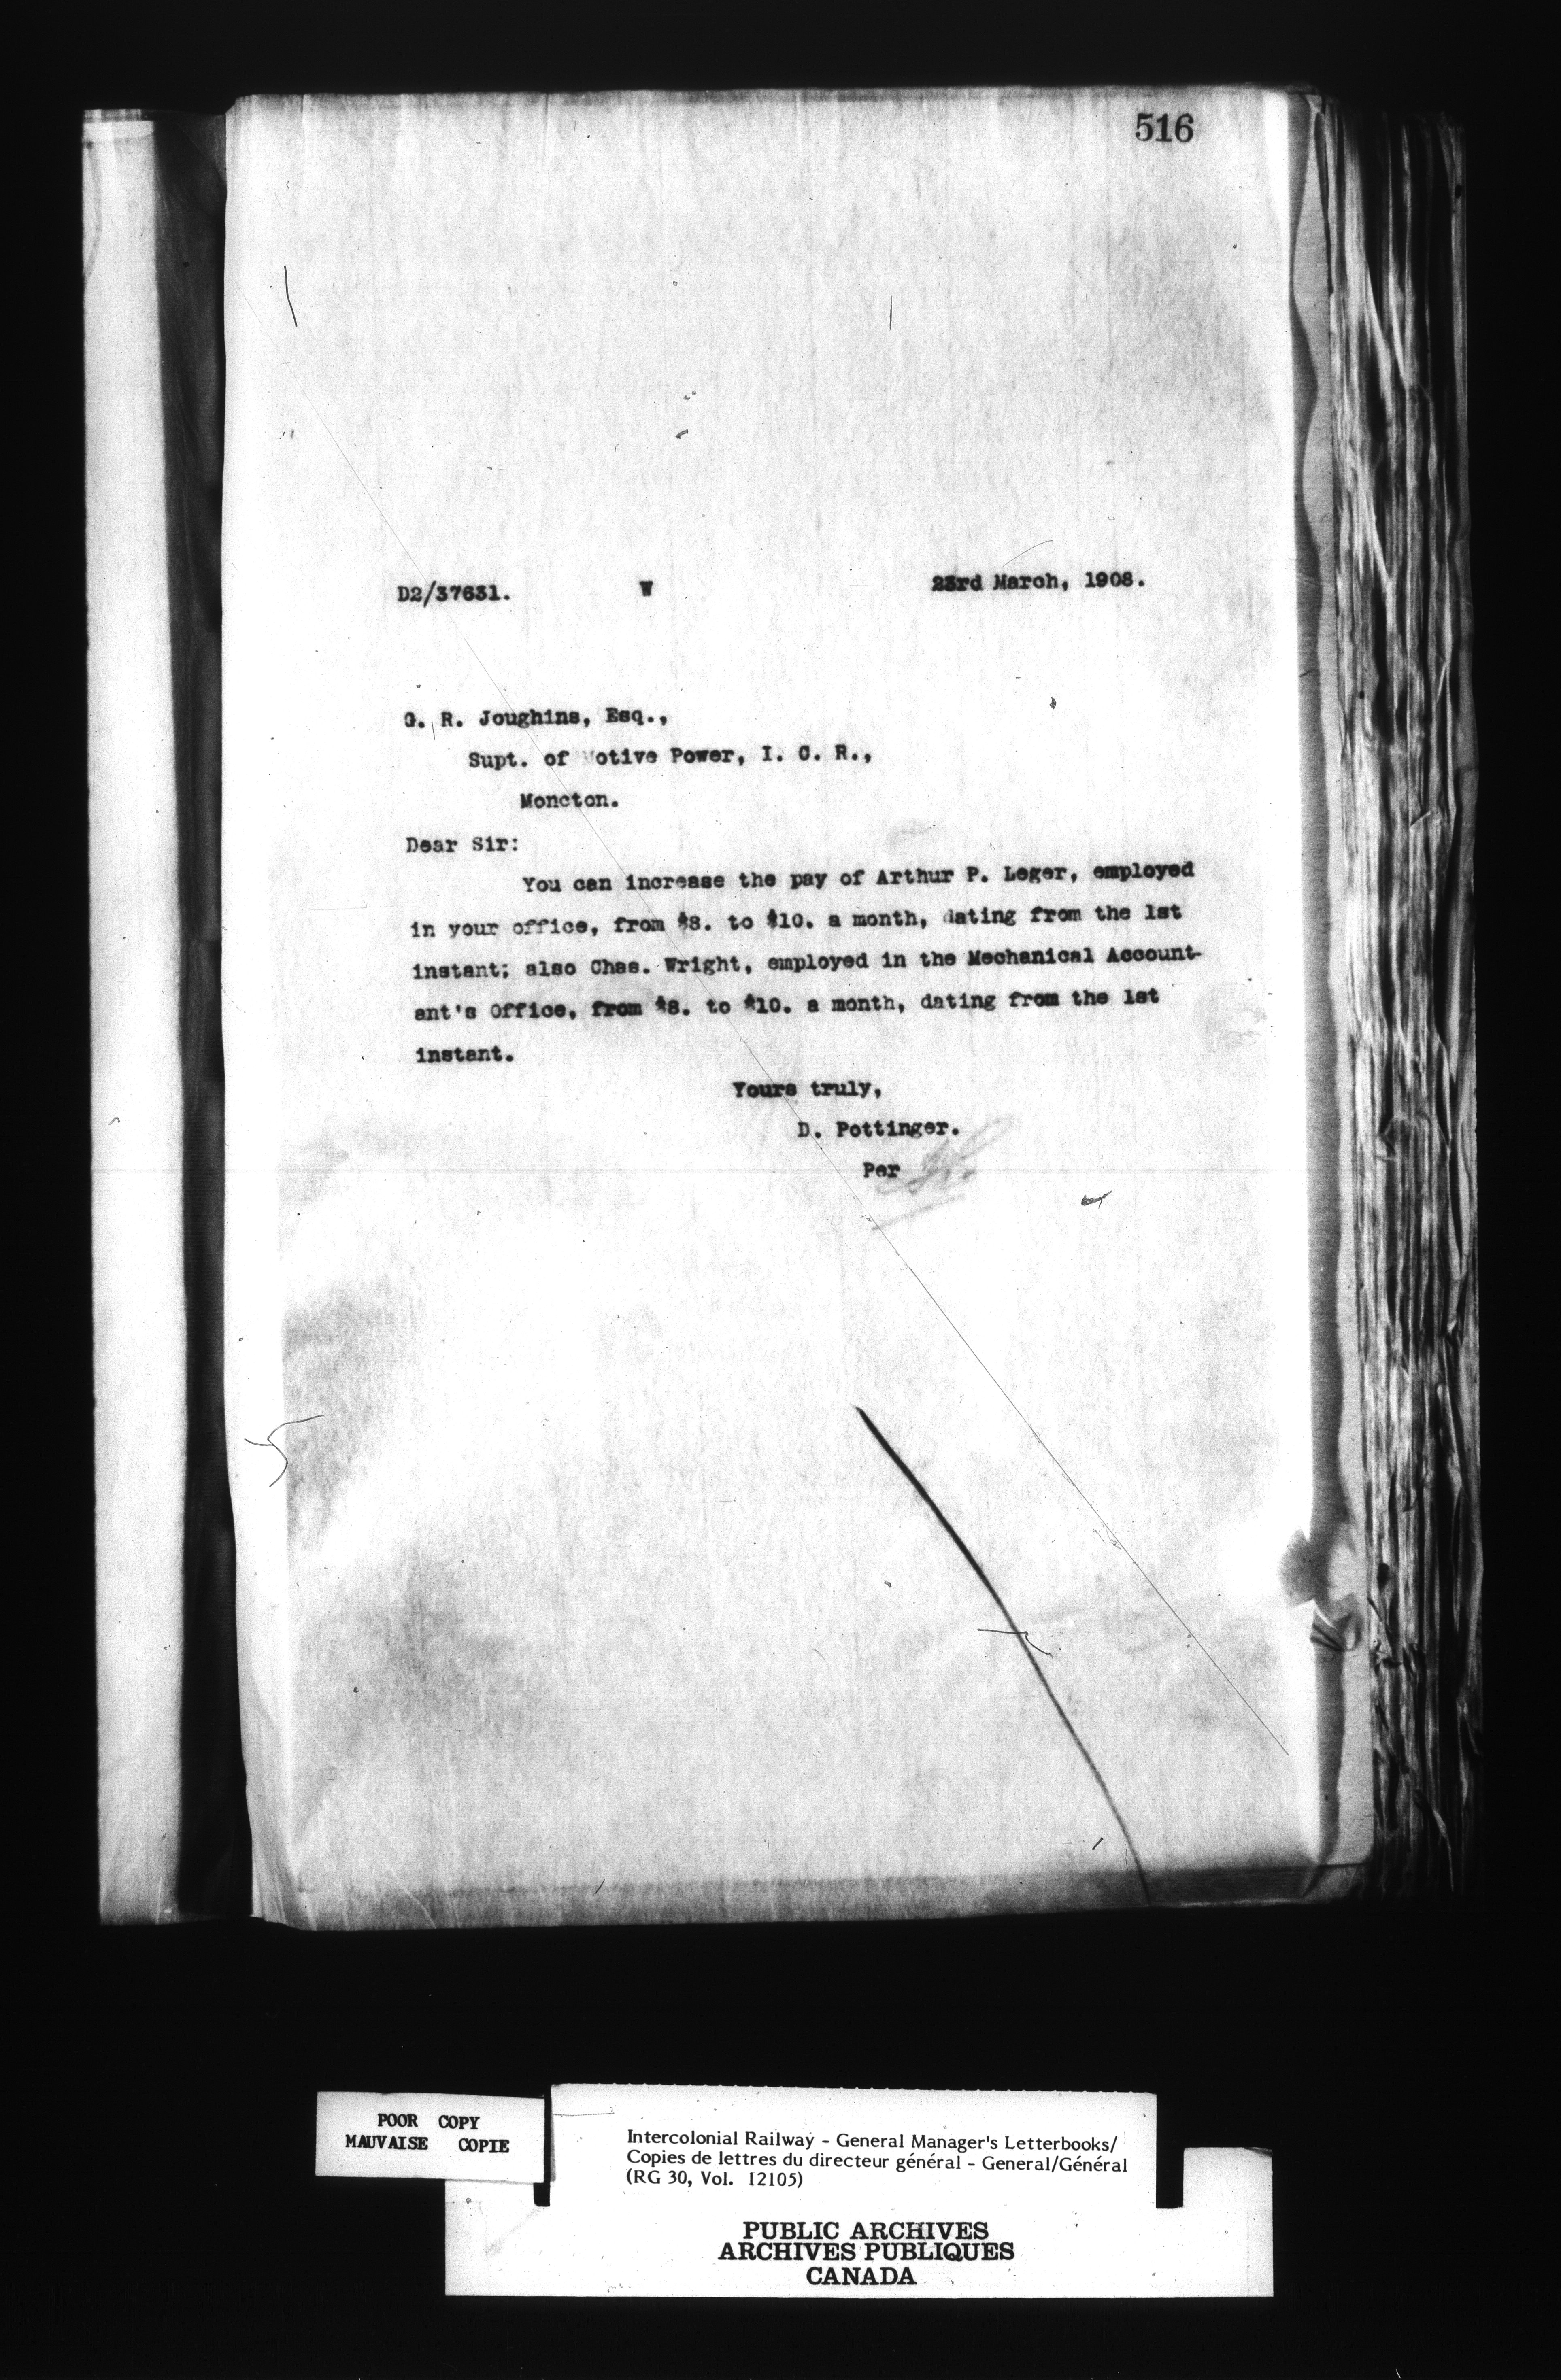 516
D2/37631. W 23rd March, 1908.
G. R. Joughins, Esq.,
Supt. of Motive Power, I. C. R.,
Moncton.
Dear Sir:
You can increase the pay of Arthur P. Leger, employed
in your office, from $8. to $10. a month, dating from the 1st
instant; also Chas. Wright, employed in the Mechanical Account-
ant's Office, from $8. to $10. a month, dating from the 1st
instant.
Yours truly,
D. Pottinger.
Per
POOR COPY
MAUVAISE COPIE
Intercolonial Railway - General Manager's Letterbooks/
Copies de lettres du directeur général - General/Général
(RG 30, Vol. 12105)
PUBLIC ARCHIVES
ARCHIVES PUBLIQUES
CANADA